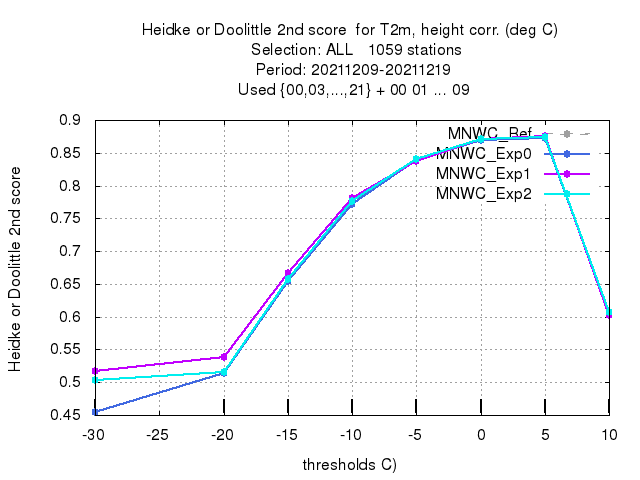 Heidke or Doolittle 2nd score  for T2m, height corr. (deg C)
Selection: ALL   1059 stations
Period: 20211209-20211219
Used {00,03,...,21} + 00 01 ... 09
Heidke or Doolittle 2nd score
0.9
0.85
0.8
0.75
0.7
0.65
0.6
0.55
0.5
0.45
MNWC_Ref
MNWC_Exp0
MNWC_Exp1
MNWC_Exp2
-30 -25 -20 -15 -10 -5 0 5 10
thresholds C)